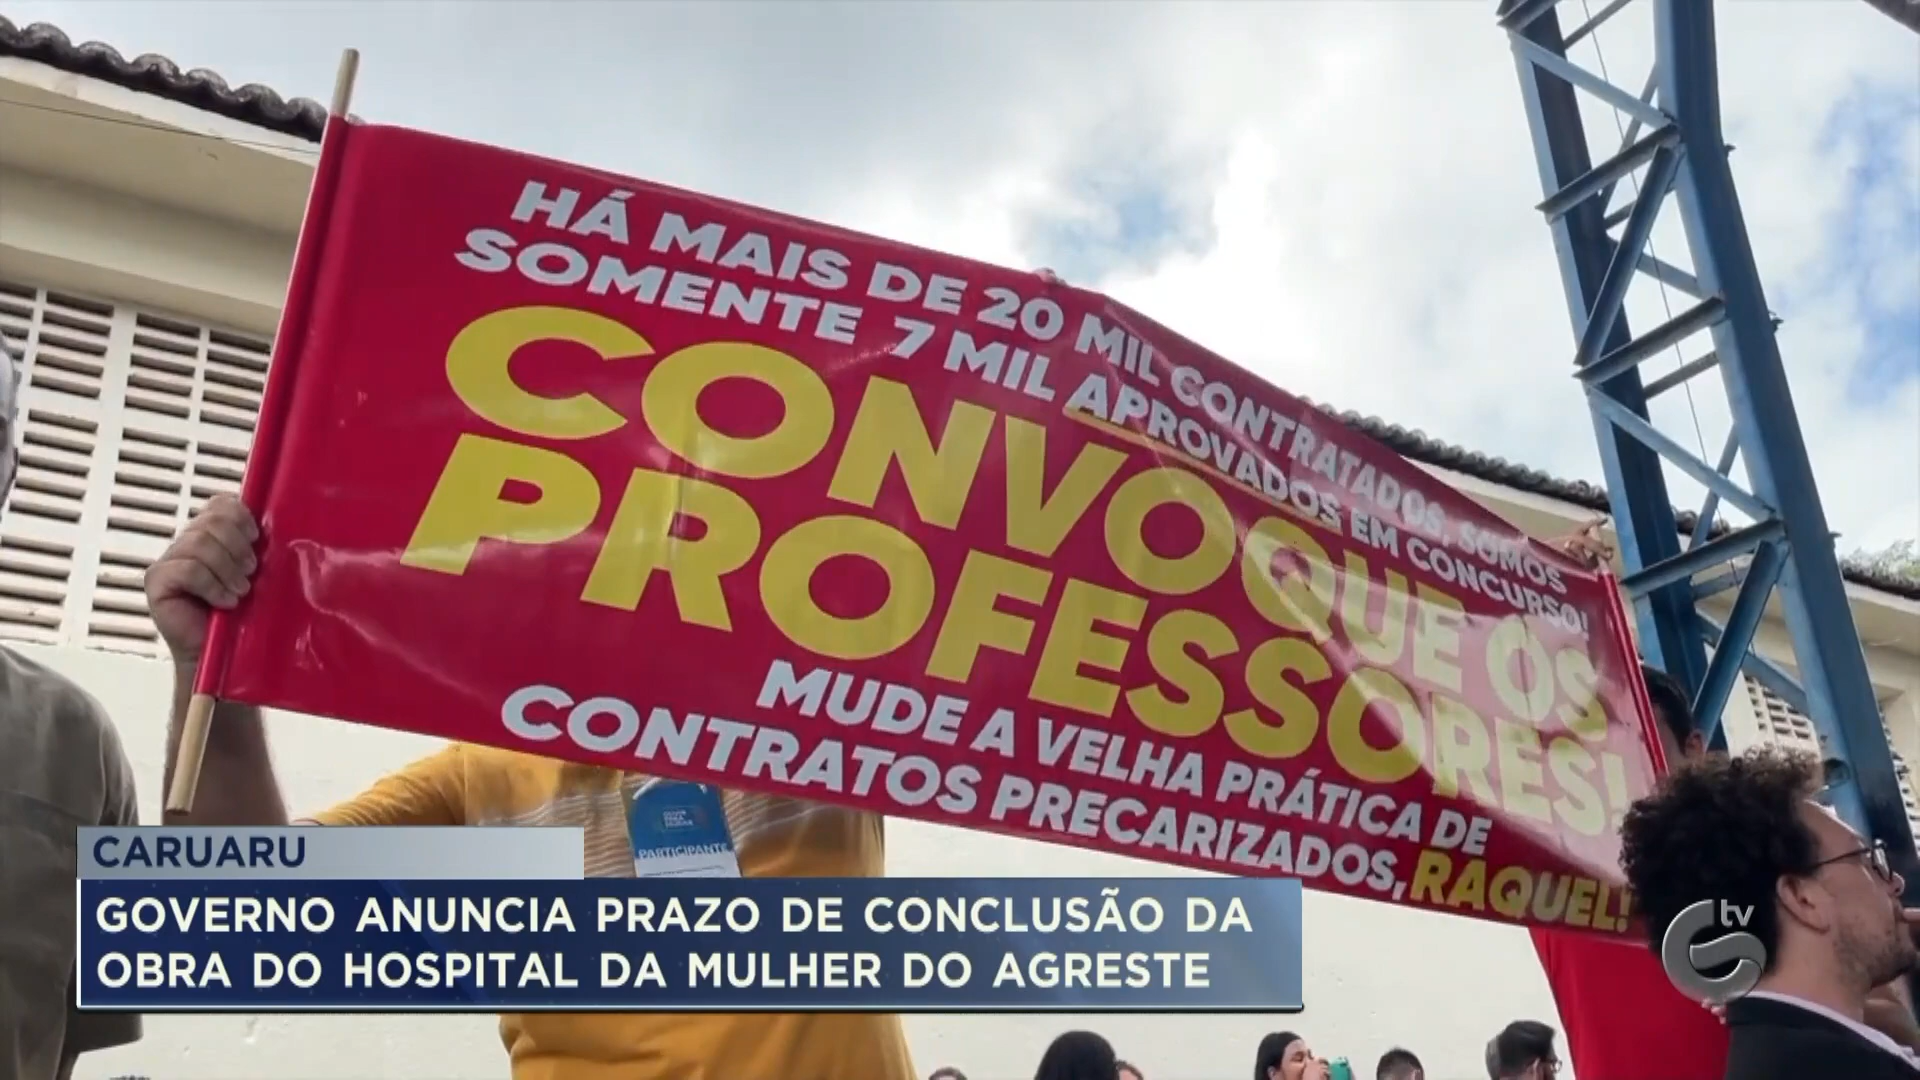 HÁ MAIS DE 20 MIL CONTRATADOS, SOMOS
SOMENTE 7 MIL APROVADOS EM CONCURSO!
CONVOQUE OS
PROFESSORES!
MUDE A VELHA PRÁTICA DE
CONTRATOS PRECARIZADOS, RAQUEL!
PARTICIPANTE
CARUARU
GOVERNO ANUNCIA PRAZO DE CONCLUSÃO DA
OBRA DO HOSPITAL DA MULHER DO AGRESTE
tv